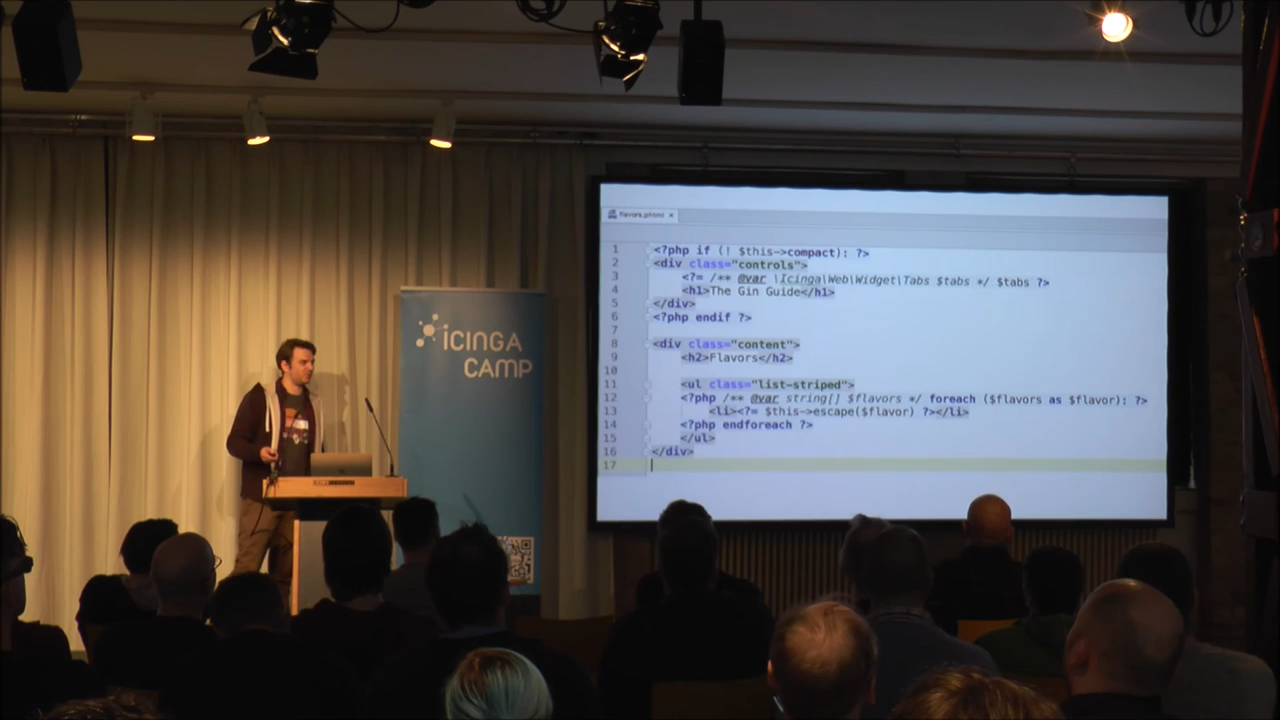 ICINGA
CAMP
flavors.phtml ×
1 <?php if (! $this->compact): ?>
2 <div class="controls">
3 <?= /** @var \Icinga\Web\Widget\Tabs $tabs */ $tabs ?>
4 <h1>The Gin Guide</h1>
5 </div>
6 <?php endif ?>
7
8 <div class="content">
9 <h2>Flavors</h2>
10
11 <ul class="list-striped">
12 <?php /** @var string[] $flavors */ foreach ($flavors as $flavor): ?>
13 <li><?= $this->escape($flavor) ?></li>
14 <?php endforeach ?>
15 </ul>
16 </div>
17